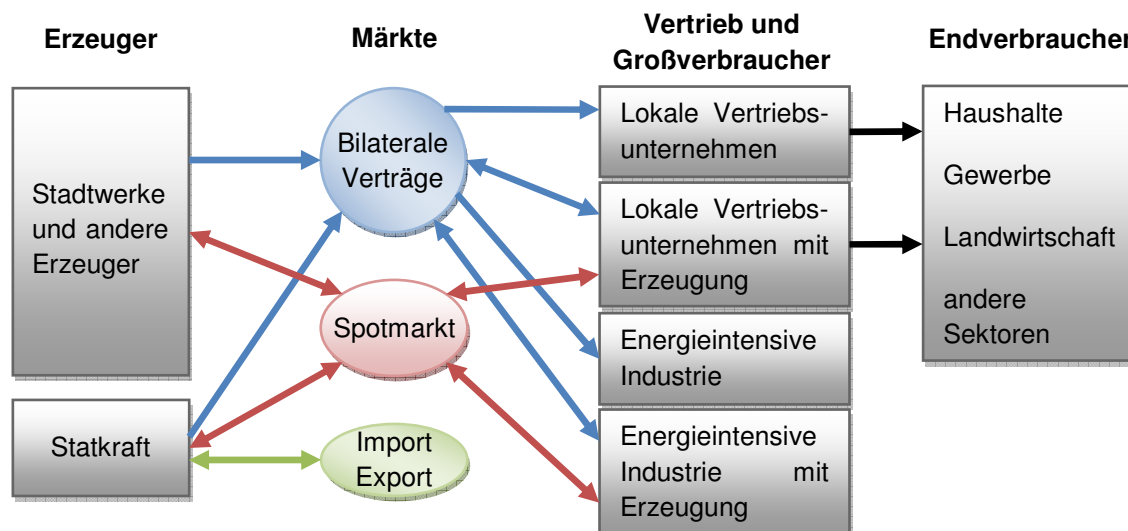 Erzeuger
Märkte
Vertrieb und
Großverbraucher
Endverbraucher
Stadtwerke
und andere
Erzeuger
Statkraft
Bilaterale
Verträge
Spotmarkt
Import
Export
Lokale Vertriebs-
unternehmen
Lokale Vertriebs-
unternehmen mit
Erzeugung
Energieintensive
Industrie
Energieintensive
Industrie mit
Erzeugung
Haushalte
Gewerbe
Landwirtschaft
andere
Sektoren